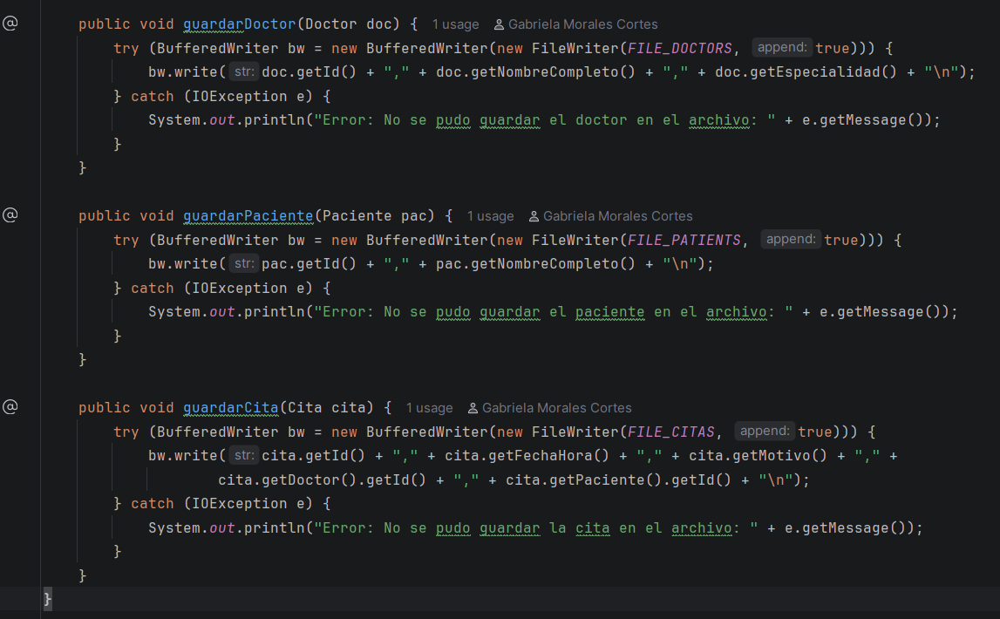 @ public void guardarDoctor(Doctor doc) { 1 usage Gabriela Morales Cortes
try (BufferedWriter bw = new BufferedWriter(new FileWriter(FILE_DOCTORS, append: true))) {
bw.write( str: doc.getId() + "," + doc.getNombreCompleto() + "," + doc.getEspecialidad() + "\n");
} catch (IOException e) {
System.out.println("Error: No se pudo guardar el doctor en el archivo: " + e.getMessage());
}
}
@ public void guardarPaciente(Paciente pac) { 1 usage Gabriela Morales Cortes
try (BufferedWriter bw = new BufferedWriter(new FileWriter(FILE_PATIENTS, append: true))) {
bw.write( str: pac.getId() + "," + pac.getNombreCompleto() + "\n");
} catch (IOException e) {
System.out.println("Error: No se pudo guardar el paciente en el archivo: " + e.getMessage());
}
}
@ public void guardarCita(Cita cita) { 1 usage Gabriela Morales Cortes
try (BufferedWriter bw = new BufferedWriter(new FileWriter(FILE_CITAS, append: true))) {
bw.write( str: cita.getId() + "," + cita.getFechaHora() + "," + cita.getMotivo() + "," +
cita.getDoctor().getId() + "," + cita.getPaciente().getId() + "\n");
} catch (IOException e) {
System.out.println("Error: No se pudo guardar la cita en el archivo: " + e.getMessage());
}
}
}